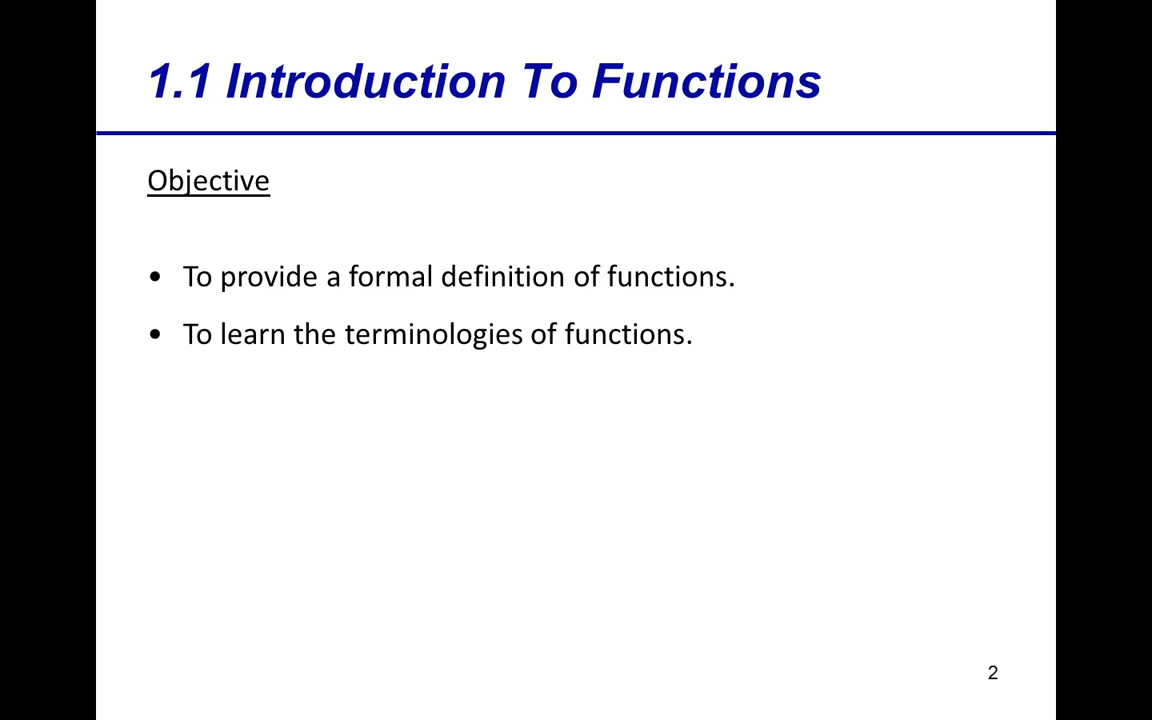 1.1 Introduction To Functions
Objective
• To provide a formal definition of functions.
• To learn the terminologies of functions.
2